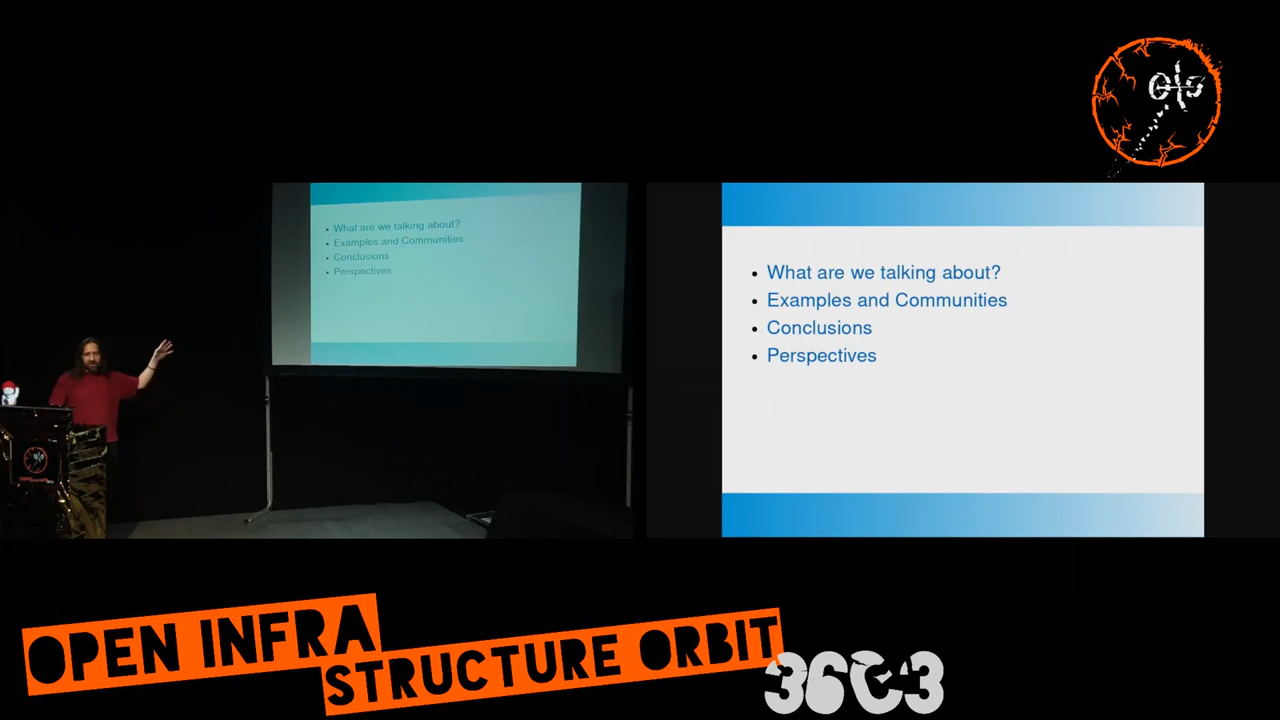 What are we talking about?
Examples and Communities
Conclusions
Perspectives
What are we talking about?
Examples and Communities
Conclusions
Perspectives
OPEN INFRA
STRUCTURE ORBIT
36C3